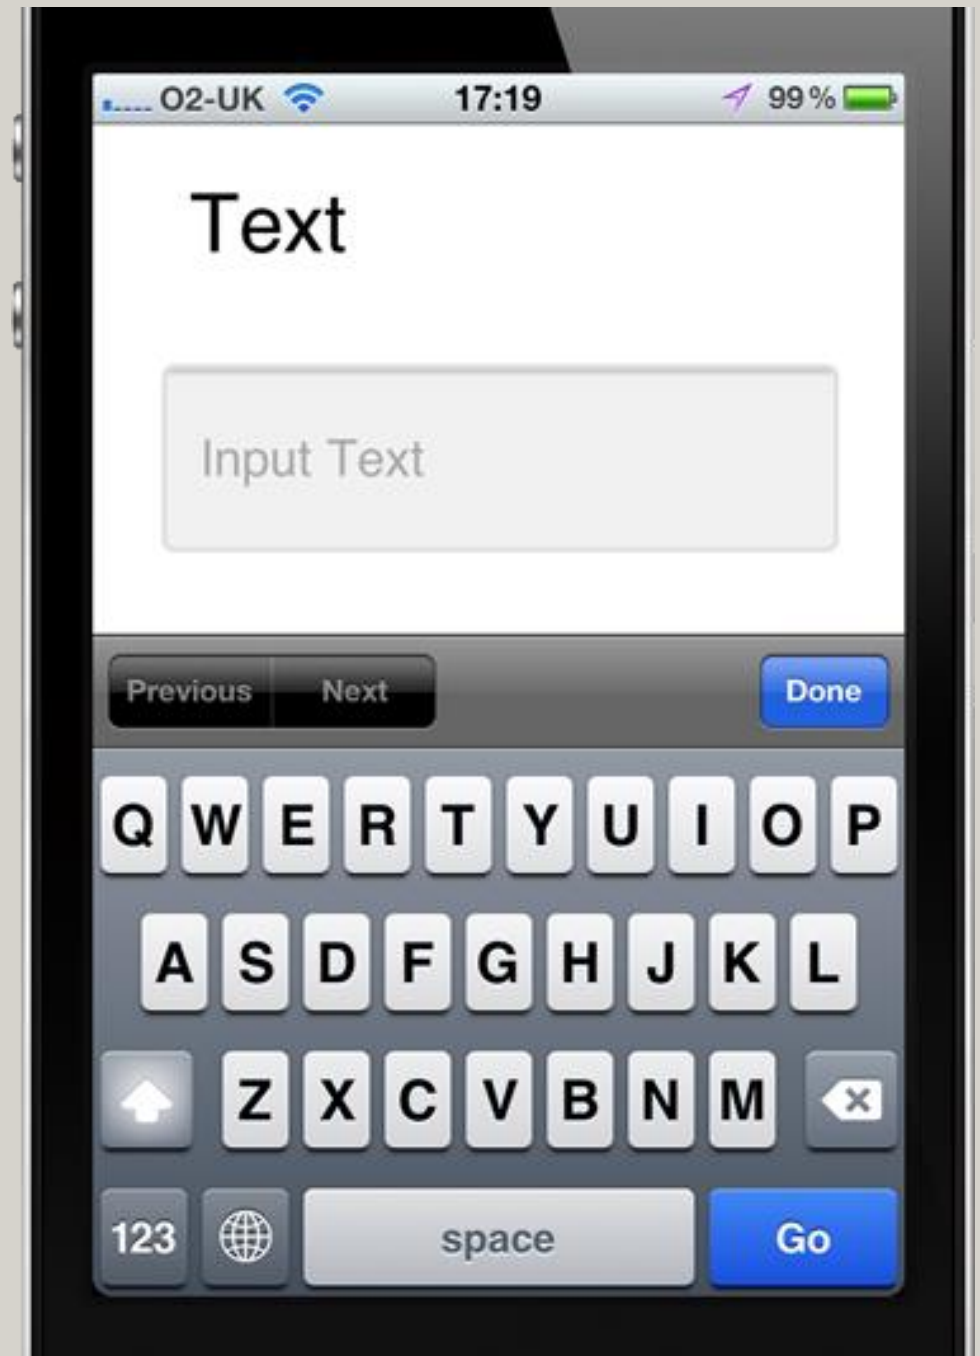 O2-UK 17:19 99%
Text
Input Text
Previous Next Done
Q W E R T Y U I O P
A S D F G H J K L
Z X C V B N M
123 space Go